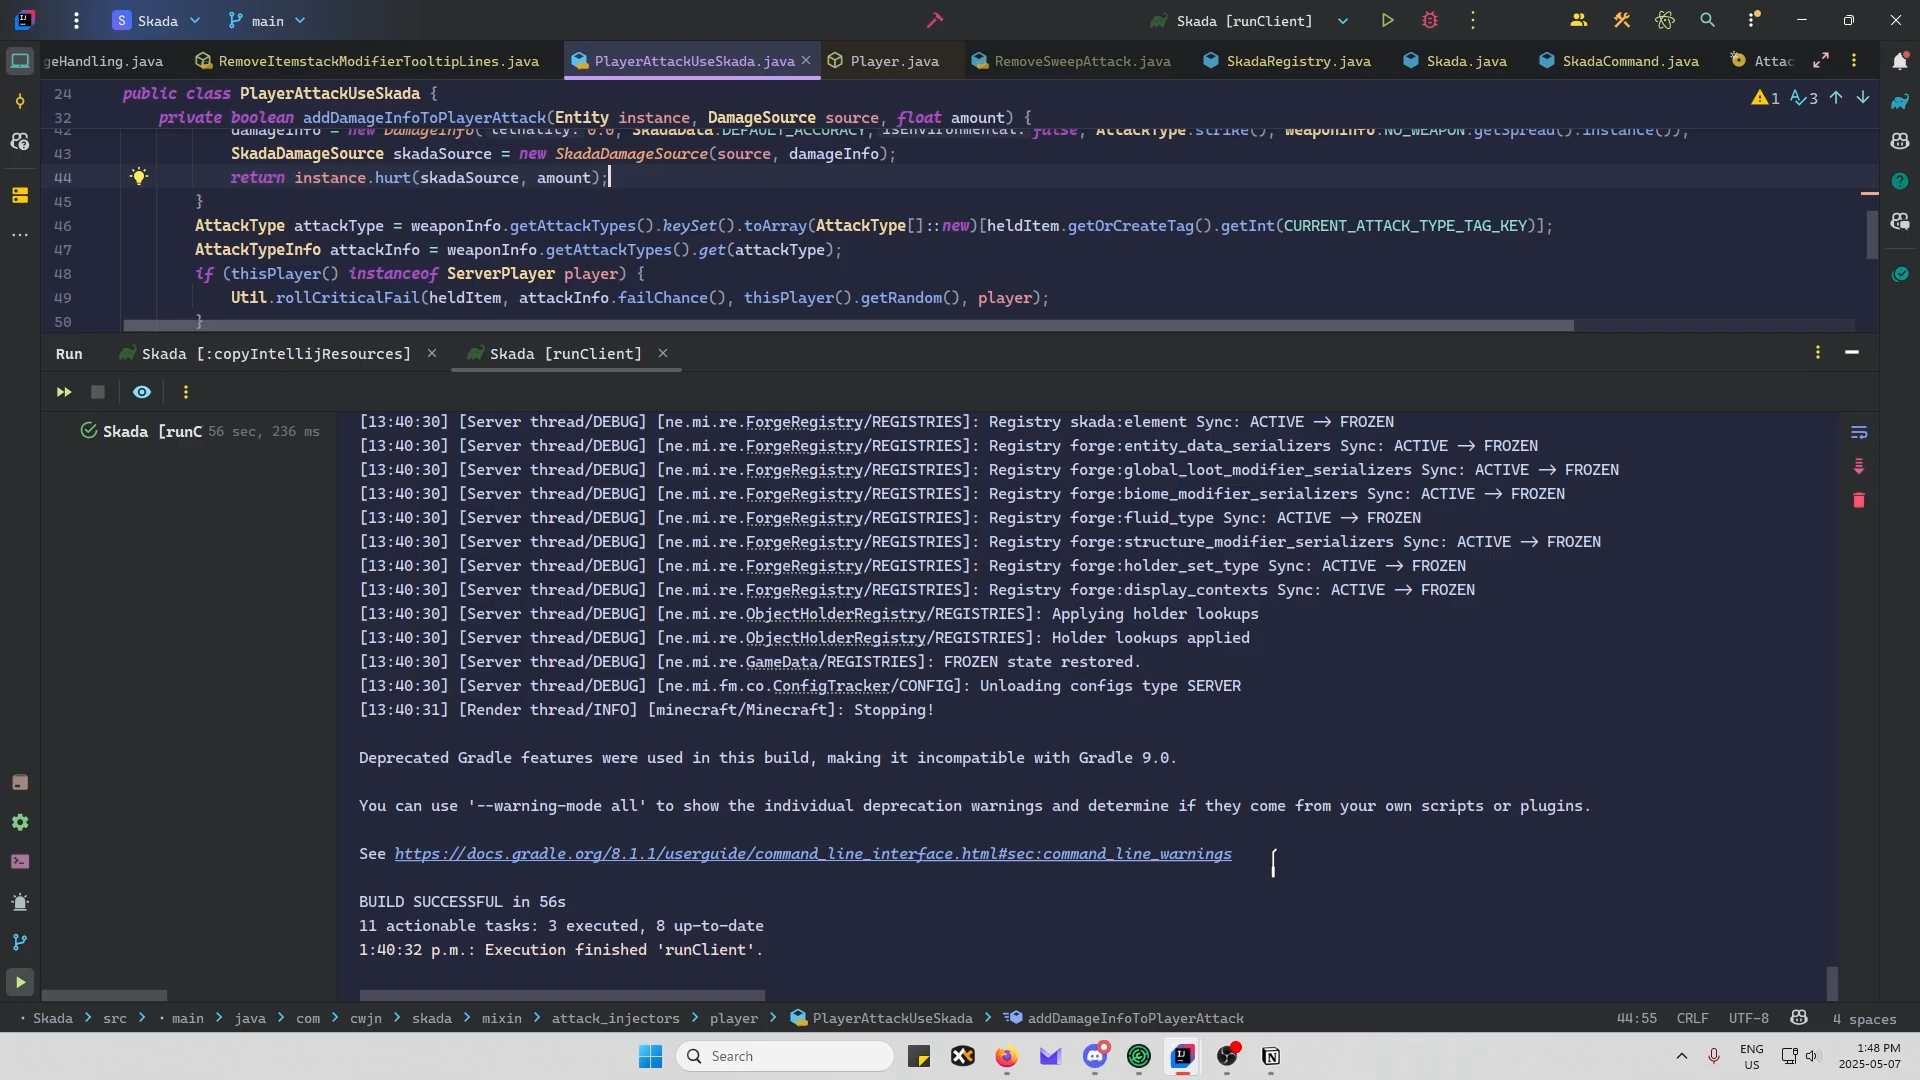 S Skada main Skada [runClient]
geHandling.java RemoveItemstackModifierTooltipLines.java PlayerAttackUseSkada.java Player.java RemoveSweepAttack.java SkadaRegistry.java Skada.java SkadaCommand.java Attac
24 public class PlayerAttackUseSkada {
1 3
32 private boolean addDamageInfoToPlayerAttack(Entity instance, DamageSource source, float amount) {
42 damageInfo = new DamageInfo( lethality: 0.0, SkadaData.DEFAULT_ACCURACY, isEnvironmental: false, AttackType.strike(), WeaponInfo.NO_WEAPON.getSpread().instance());
43 SkadaDamageSource skadaSource = new SkadaDamageSource(source, damageInfo);
44 return instance.hurt(skadaSource, amount);
45 }
46 AttackType attackType = weaponInfo.getAttackTypes().keySet().toArray(AttackType[]::new)[heldItem.getOrCreateTag().getInt(CURRENT_ATTACK_TYPE_TAG_KEY)];
47 AttackTypeInfo attackInfo = weaponInfo.getAttackTypes().get(attackType);
48 if (thisPlayer() instanceof ServerPlayer player) {
49 Util.rollCriticalFail(heldItem, attackInfo.failChance(), thisPlayer().getRandom(), player);
50 }
Run Skada [:copyIntellijResources] Skada [runClient]
Skada [runC 56 sec, 236 ms
[13:40:30] [Server thread/DEBUG] [ne.mi.re.ForgeRegistry/REGISTRIES]: Registry skada:element Sync: ACTIVE -> FROZEN
[13:40:30] [Server thread/DEBUG] [ne.mi.re.ForgeRegistry/REGISTRIES]: Registry forge:entity_data_serializers Sync: ACTIVE -> FROZEN
[13:40:30] [Server thread/DEBUG] [ne.mi.re.ForgeRegistry/REGISTRIES]: Registry forge:global_loot_modifier_serializers Sync: ACTIVE -> FROZEN
[13:40:30] [Server thread/DEBUG] [ne.mi.re.ForgeRegistry/REGISTRIES]: Registry forge:biome_modifier_serializers Sync: ACTIVE -> FROZEN
[13:40:30] [Server thread/DEBUG] [ne.mi.re.ForgeRegistry/REGISTRIES]: Registry forge:fluid_type Sync: ACTIVE -> FROZEN
[13:40:30] [Server thread/DEBUG] [ne.mi.re.ForgeRegistry/REGISTRIES]: Registry forge:structure_modifier_serializers Sync: ACTIVE -> FROZEN
[13:40:30] [Server thread/DEBUG] [ne.mi.re.ForgeRegistry/REGISTRIES]: Registry forge:holder_set_type Sync: ACTIVE -> FROZEN
[13:40:30] [Server thread/DEBUG] [ne.mi.re.ForgeRegistry/REGISTRIES]: Registry forge:display_contexts Sync: ACTIVE -> FROZEN
[13:40:30] [Server thread/DEBUG] [ne.mi.re.ObjectHolderRegistry/REGISTRIES]: Applying holder lookups
[13:40:30] [Server thread/DEBUG] [ne.mi.re.ObjectHolderRegistry/REGISTRIES]: Holder lookups applied
[13:40:30] [Server thread/DEBUG] [ne.mi.re.GameData/REGISTRIES]: FROZEN state restored.
[13:40:30] [Server thread/DEBUG] [ne.mi.fm.co.ConfigTracker/CONFIG]: Unloading configs type SERVER
[13:40:31] [Render thread/INFO] [minecraft/Minecraft]: Stopping!
Deprecated Gradle features were used in this build, making it incompatible with Gradle 9.0.
You can use '--warning-mode all' to show the individual deprecation warnings and determine if they come from your own scripts or plugins.
See https://docs.gradle.org/8.1.1/userguide/command_line_interface.html#sec:command_line_warnings
BUILD SUCCESSFUL in 56s
11 actionable tasks: 3 executed, 8 up-to-date
1:40:32 p.m.: Execution finished 'runClient'.
Skada > src > main > java > com > cwjn > skada > mixin > attack_injectors > player > PlayerAttackUseSkada > addDamageInfoToPlayerAttack 44:55 CRLF UTF-8 4 spaces
Search
ENG
US
1:48 PM
2025-05-07